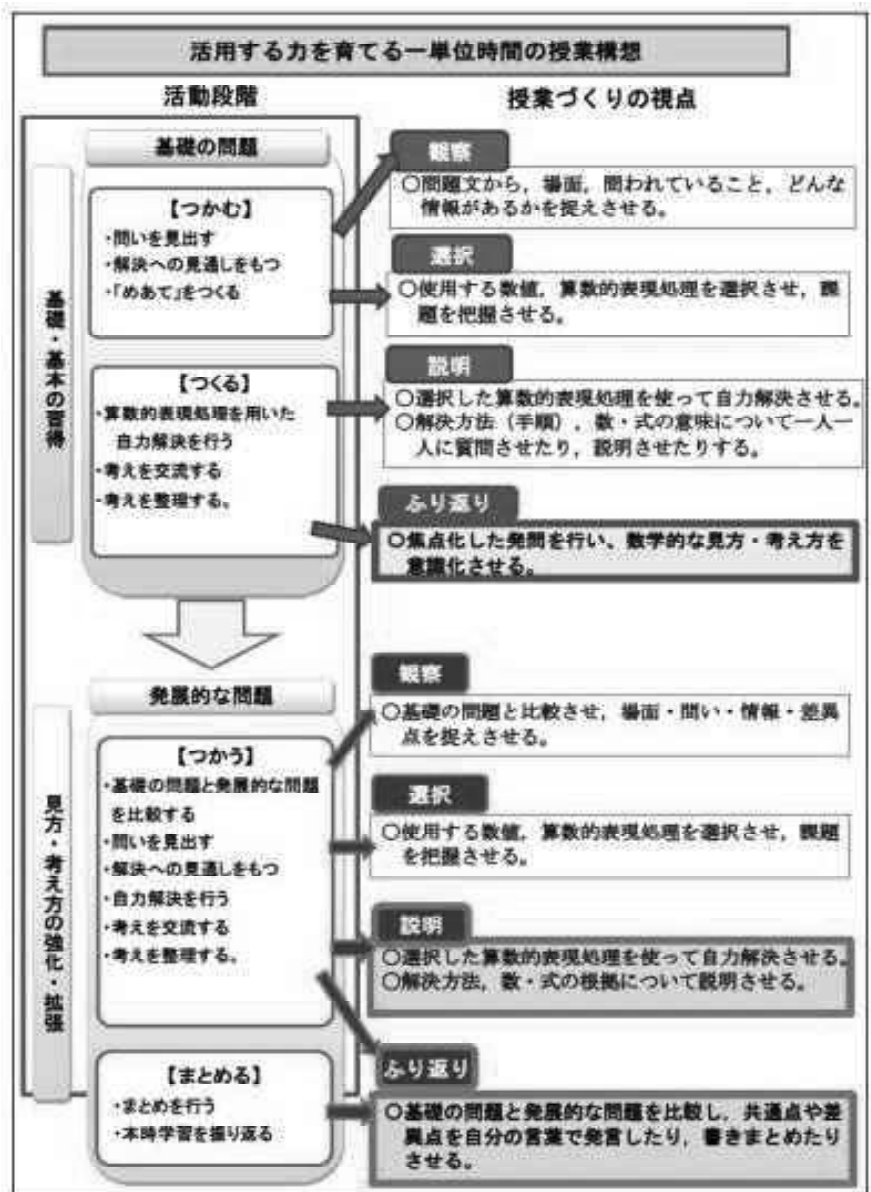 活用する力を育てる一単位時間の授業構想
活動段階
授業づくりの視点
基礎・基本の習得
基礎の問題
【つかむ】
・問いを見出す
・解決への見通しをもつ
・「めあて」をつくる
観察
○問題文から，場面，問われていること，どんな
情報があるかを捉えさせる。
選択
○使用する数値，算数的表現処理を選択させ，課
題を把握させる。
【つくる】
・算数的表現処理を用いた
自力解決を行う
・考えを交流する
・考えを整理する。
説明
○選択した算数的表現処理を使って自力解決させる。
○解決方法（手順），数・式の意味について一人一
人に質問させたり，説明させたりする。
ふり返り
○焦点化した発問を行い、数学的な見方・考え方を
意識化させる。
見方・考え方の強化・拡張
発展的な問題
【つかう】
・基礎の問題と発展的な問題
を比較する
・問いを見出す
・解決への見通しをもつ
・自力解決を行う
・考えを交流する
・考えを整理する。
観察
○基礎の問題と比較させ，場面・問い・情報・差異
点を捉えさせる。
選択
○使用する数値，算数的表現処理を選択させ，課題
を把握させる。
説明
○選択した算数的表現処理を使って自力解決させる。
○解決方法，数・式の根拠について説明させる。
【まとめる】
・まとめを行う
・本時学習を振り返る
ふり返り
○基礎の問題と発展的な問題を比較し，共通点や差
異点を自分の言葉で発言したり，書きまとめたり
させる。